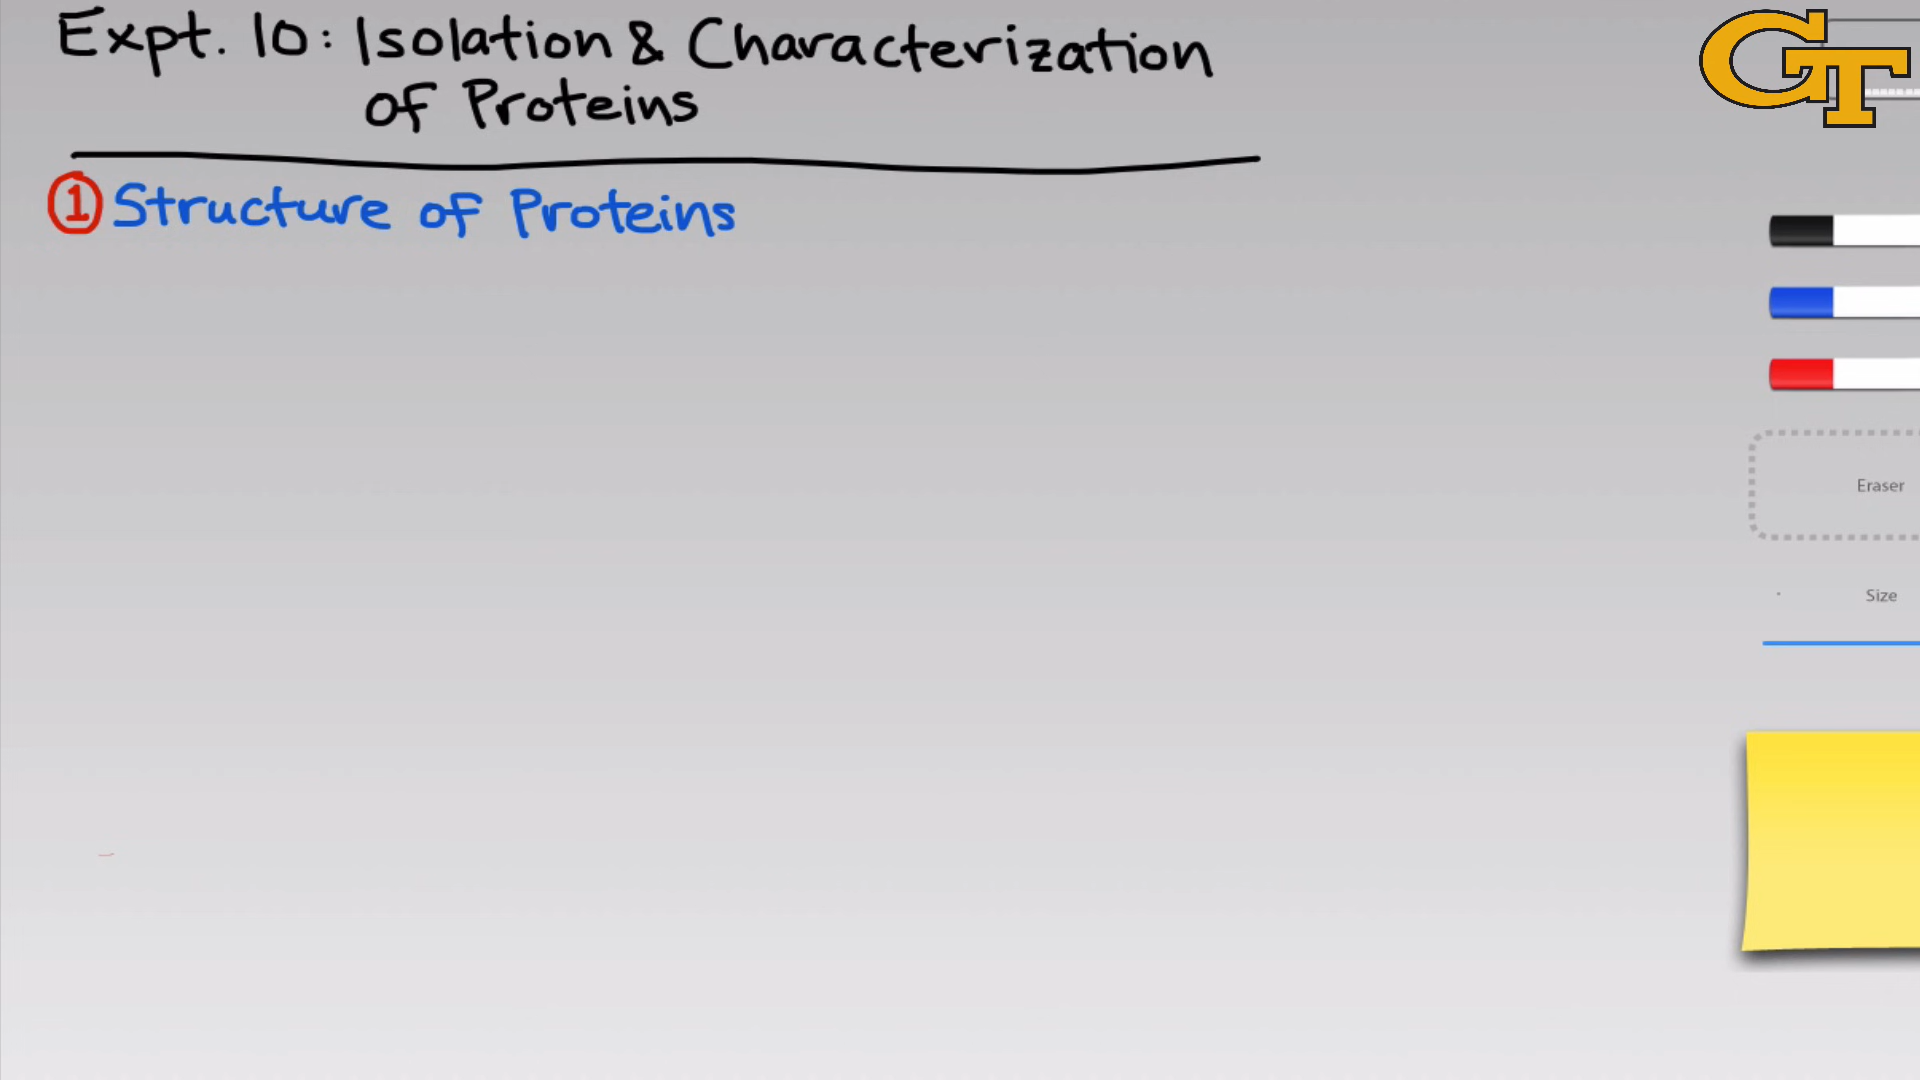 Expt. 10: Isolation & Characterization
of Proteins
1 Structure of Proteins
GT
Eraser
Size